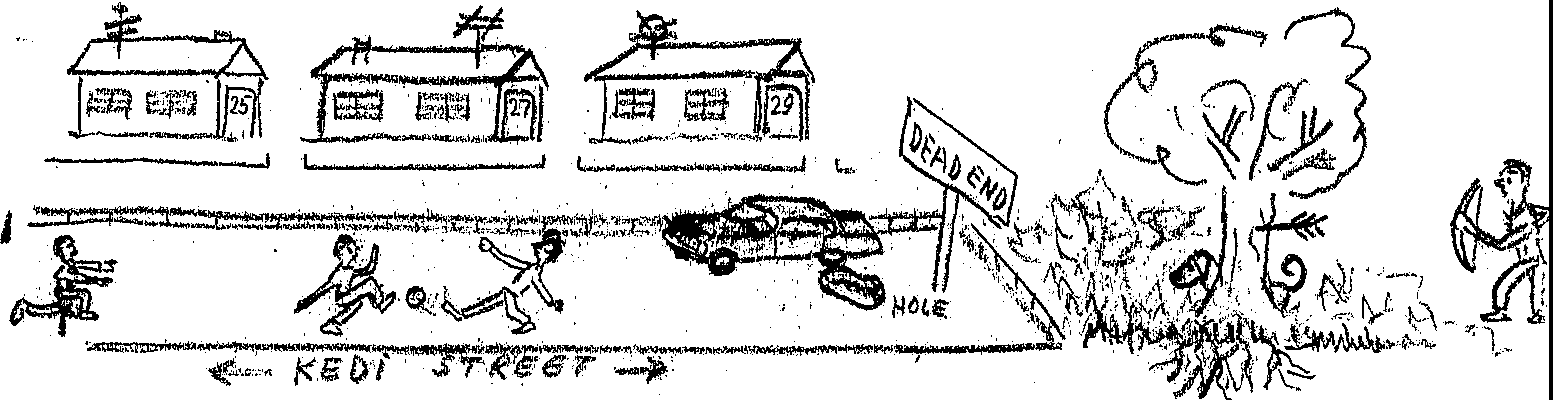 25
27
29
DEAD END
HOLE
← KEDi STREET →